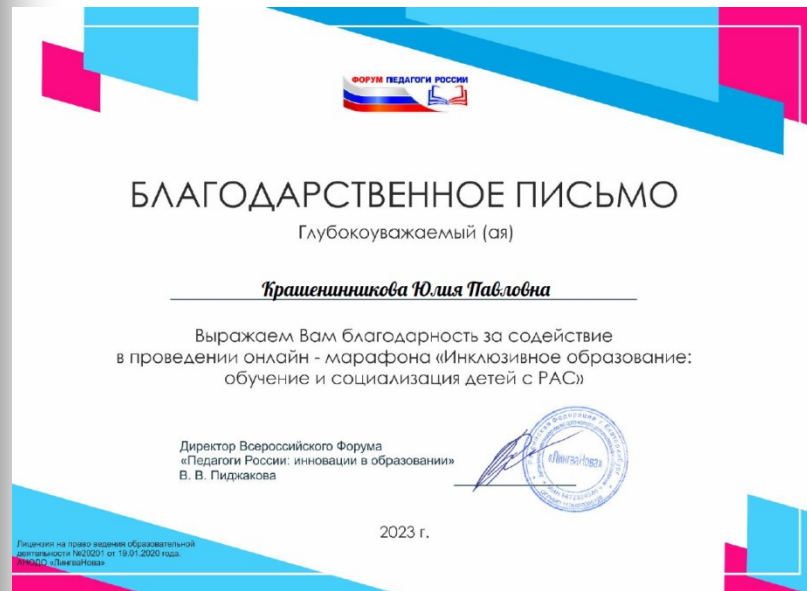 ФОРУМ ПЕДАГОГИ РОССИИ
БЛАГОДАРСТВЕННОЕ ПИСЬМО
Глубокоуважаемый (ая)
Крашенинникова Юлия Павловна
Выражаем Вам благодарность за содействие
в проведении онлайн - марафона «Инклюзивное образование:
обучение и социализация детей с РАС»
Директор Всероссийского Форума
«Педагоги России: инновации в образовании»
В. В. Пиджакова
«ЛингваНова»
2023 г.
Лицензия на право ведения образовательной
деятельности №20201 от 19.01.2020 года.
АНОДО «ЛингваНова»